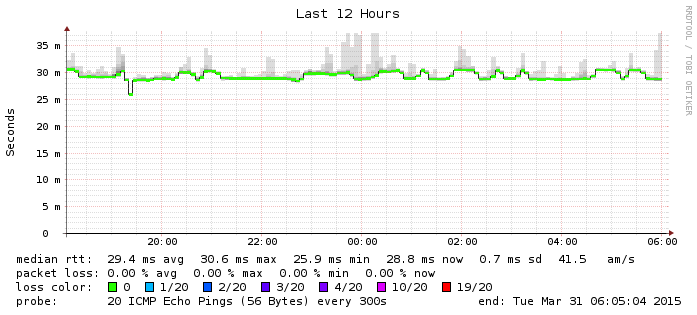 Last 12 Hours
RRDTOOL / TOBI OETIKER
Seconds
35 m
30 m
25 m
20 m
15 m
10 m
5 m
0
20:00 22:00 00:00 02:00 04:00 06:00
median rtt: 29.4 ms avg 30.6 ms max 25.9 ms min 28.8 ms now 0.7 ms sd 41.5 am/s
packet loss: 0.00 % avg 0.00 % max 0.00 % min 0.00 % now
loss color: 0 1/20 2/20 3/20 4/20 10/20 19/20
probe: 20 ICMP Echo Pings (56 Bytes) every 300s end: Tue Mar 31 06:05:04 2015